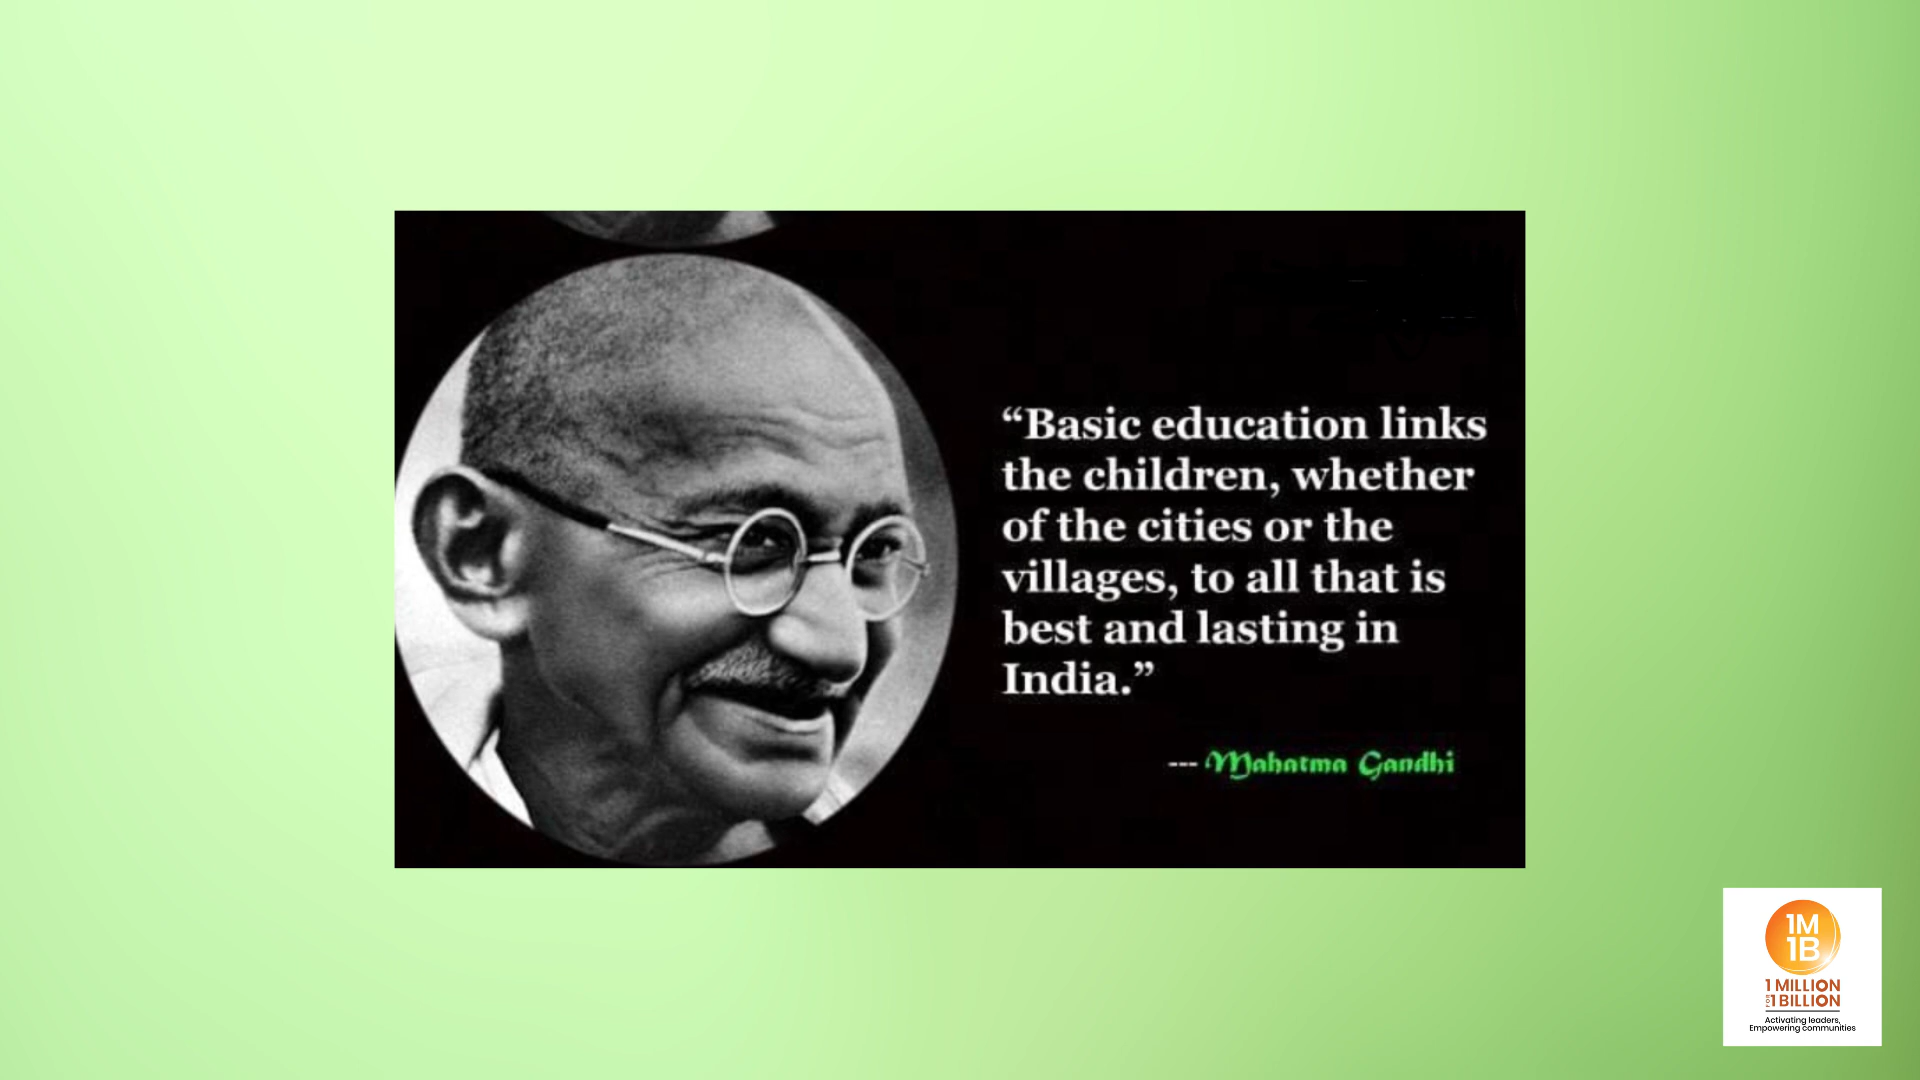 “Basic education links
the children, whether
of the cities or the
villages, to all that is
best and lasting in
India.”
--- Mahatma Gandhi
1M
1B
1 MILLION
FOR 1 BILLION
Activating leaders,
Empowering communities